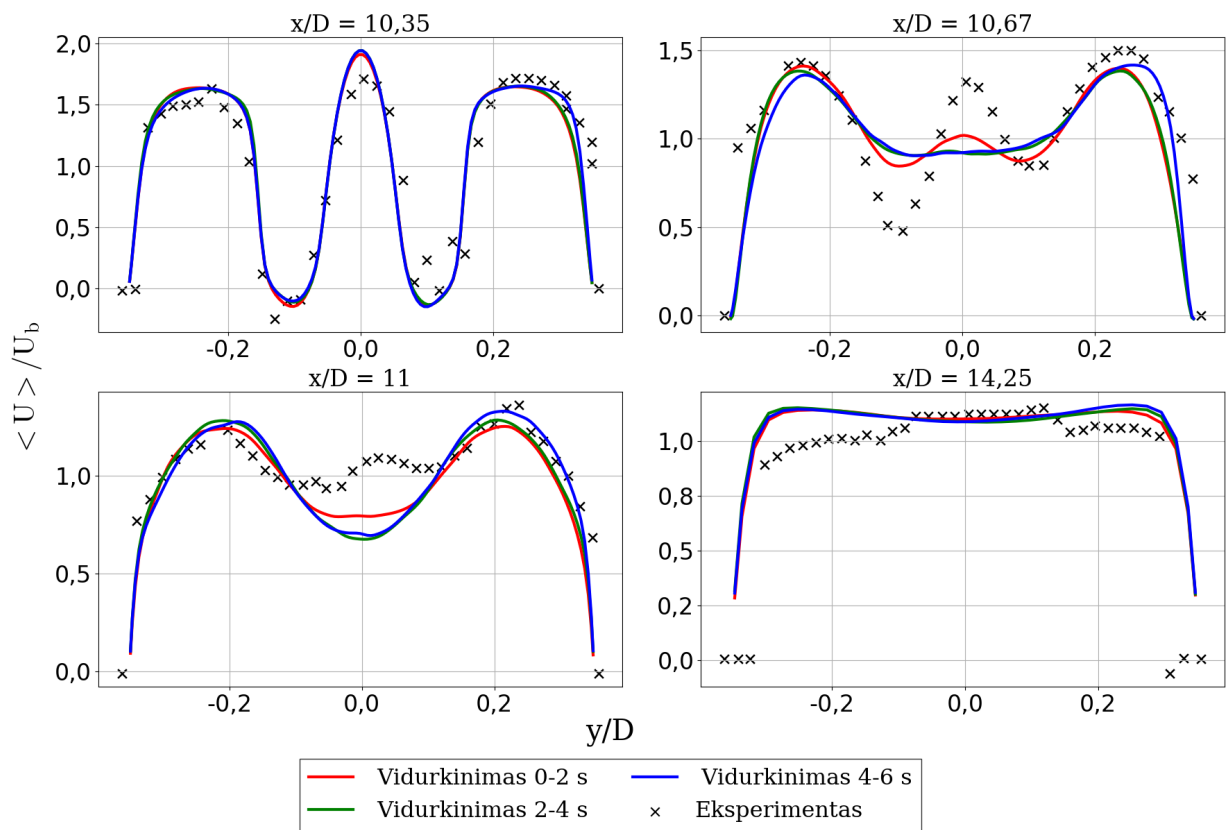 x/D = 10,35
2,0
1,5
1,0
0,5
0,0
-0,2 0,0 0,2
x/D = 10,67
1,5
1,0
0,5
0,0
-0,2 0,0 0,2
x/D = 11
1,0
0,5
0,0
-0,2 0,0 0,2
x/D = 14,25
1,0
0,8
0,5
0,2
0,0
-0,2 0,0 0,2
< U > /U_b
y/D
Vidurkinimas 0-2 s
Vidurkinimas 2-4 s
Vidurkinimas 4-6 s
Eksperimentas